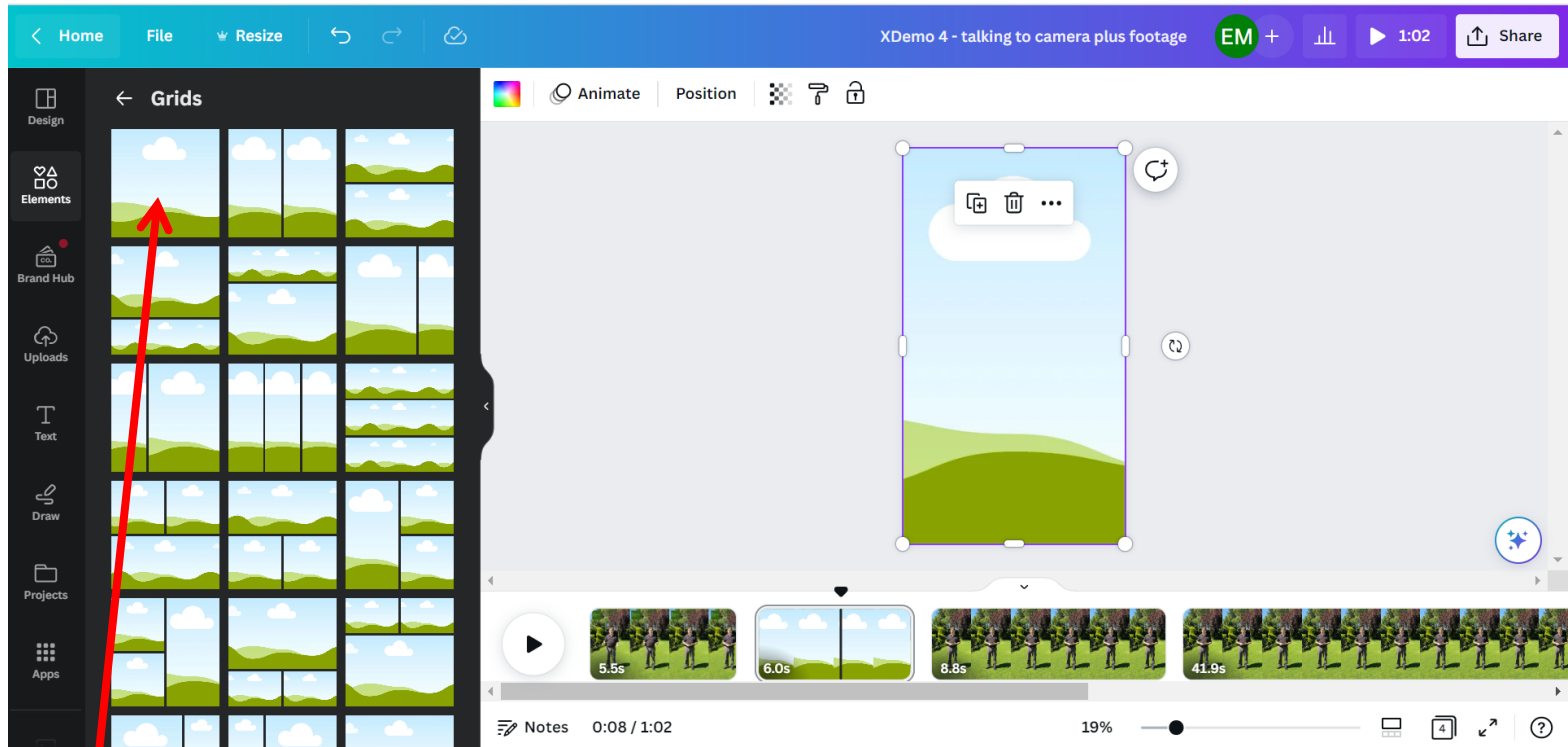 Home
File
Resize
XDemo 4 - talking to camera plus footage
EM
+
1:02
Share
Design
Elements
Brand Hub
CO.
Uploads
Text
Draw
Projects
Apps
Grids
Animate
Position
5.5s
6.0s
8.8s
41.9s
Notes
0:08 / 1:02
19%
4
?